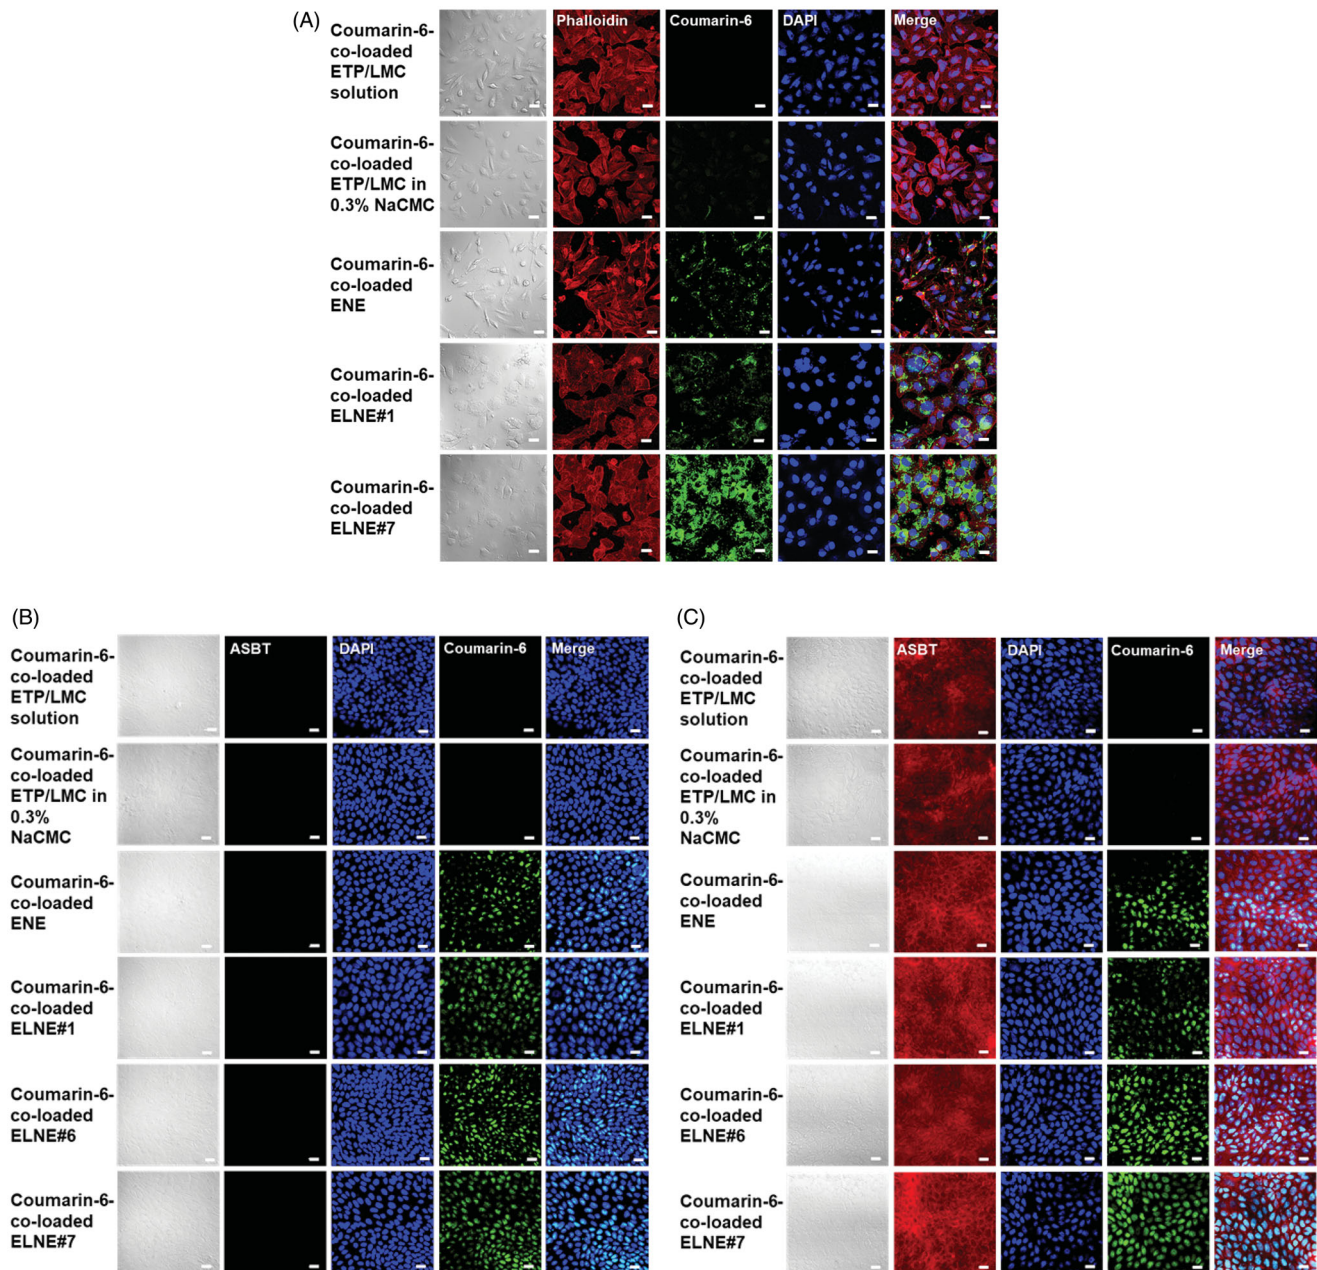 (A)
Coumarin-6-
co-loaded
ETP/LMC
solution
Phalloidin
Coumarin-6
DAPI
Merge
Coumarin-6-
co-loaded
ETP/LMC in
0.3% NaCMC
Coumarin-6-
co-loaded
ENE
Coumarin-6-
co-loaded
ELNE#1
Coumarin-6-
co-loaded
ELNE#7
(B)
Coumarin-6-
co-loaded
ETP/LMC
solution
ASBT
DAPI
Coumarin-6
Merge
Coumarin-6-
co-loaded
ETP/LMC in
0.3%
NaCMC
Coumarin-6-
co-loaded
ENE
Coumarin-6-
co-loaded
ELNE#1
Coumarin-6-
co-loaded
ELNE#6
Coumarin-6-
co-loaded
ELNE#7
(C)
Coumarin-6-
co-loaded
ETP/LMC
solution
ASBT
DAPI
Coumarin-6
Merge
Coumarin-6-
co-loaded
ETP/LMC in
0.3%
NaCMC
Coumarin-6-
co-loaded
ENE
Coumarin-6-
co-loaded
ELNE#1
Coumarin-6-
co-loaded
ELNE#6
Coumarin-6-
co-loaded
ELNE#7